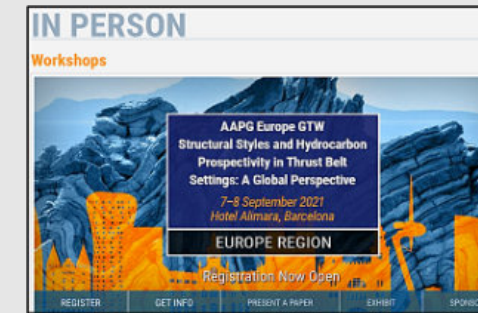 IN PERSON
Workshops
AAPG Europe GTW
Structural Styles and Hydrocarbon
Prospectivity in Thrust Belt
Settings: A Global Perspective
7–8 September 2021
Hotel Alimara, Barcelona
EUROPE REGION
Registration Now Open
REGISTER GET INFO PRESENT A PAPER EXHIBIT SPONSO